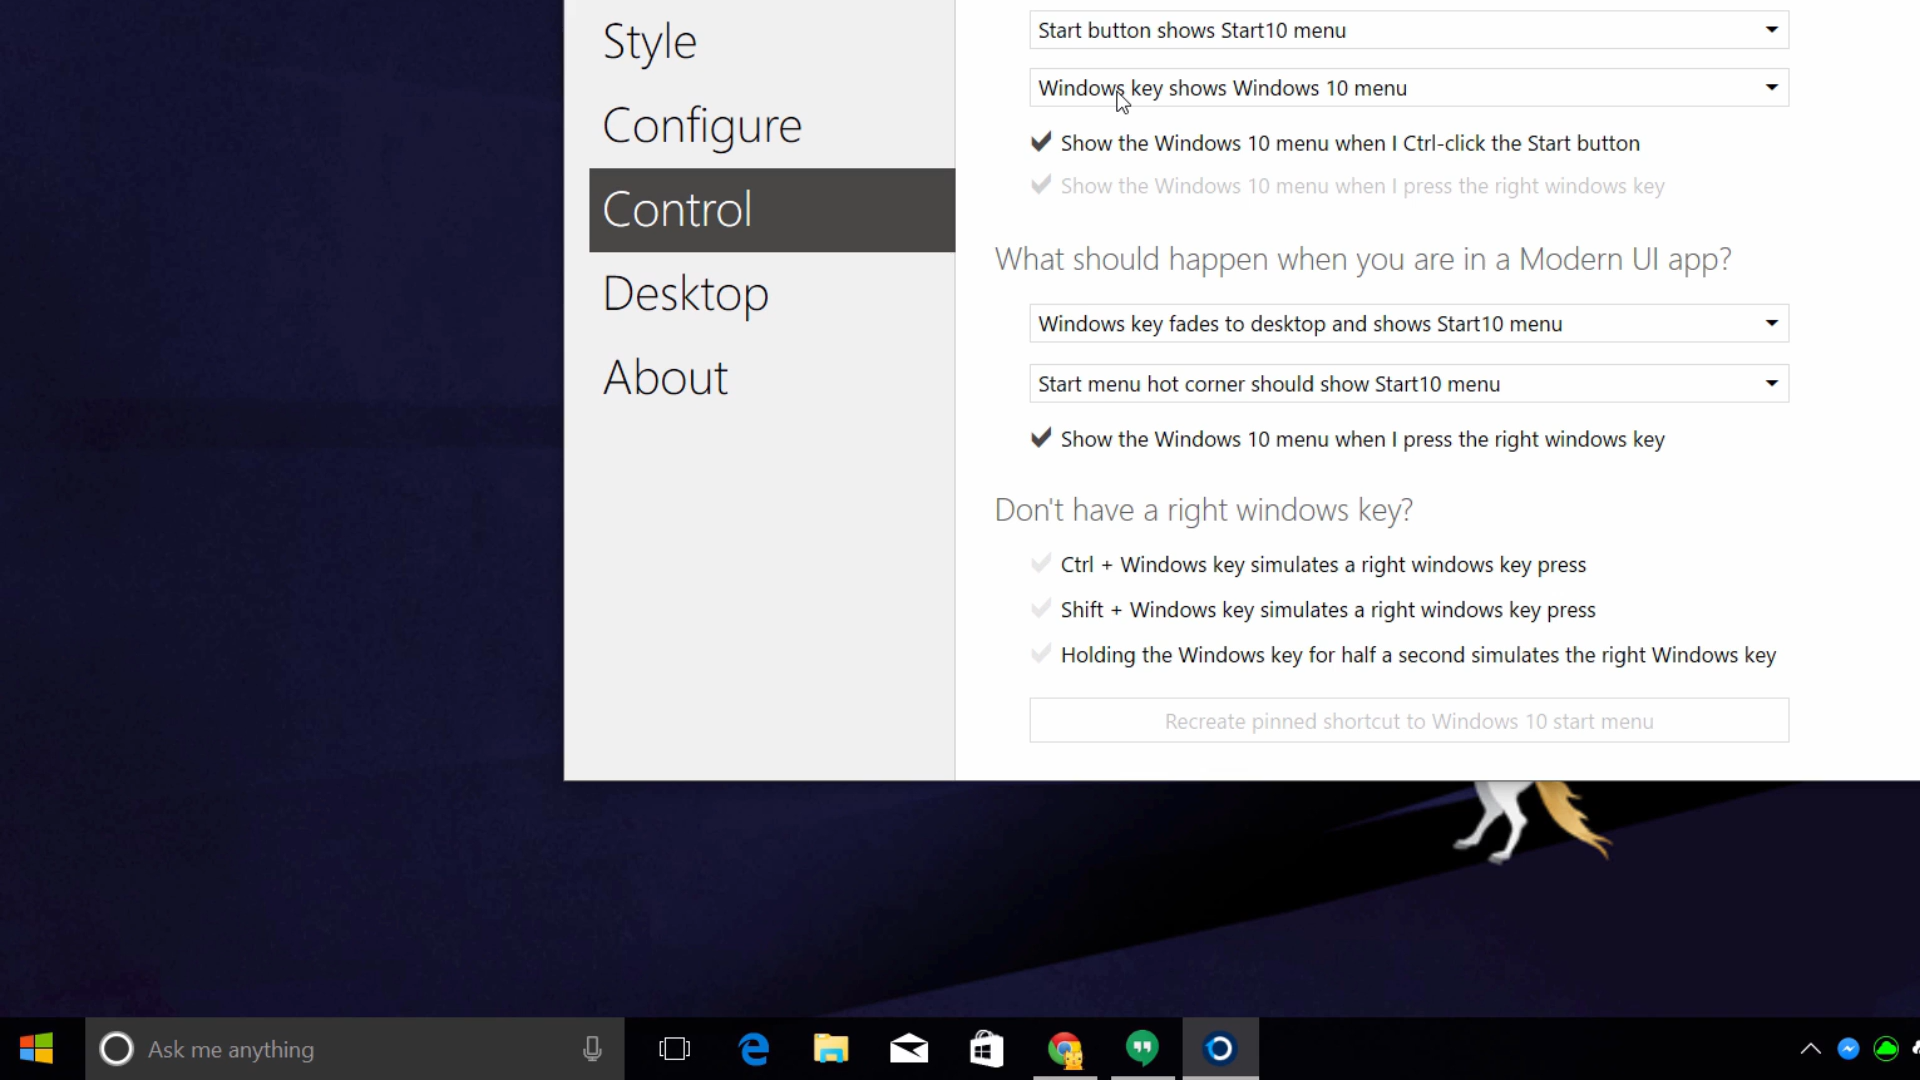 Style
Configure
Control
Desktop
About
Start button shows Start10 menu
Windows key shows Windows 10 menu
Show the Windows 10 menu when I Ctrl-click the Start button
Show the Windows 10 menu when I press the right windows key
What should happen when you are in a Modern UI app?
Windows key fades to desktop and shows Start10 menu
Start menu hot corner should show Start10 menu
Show the Windows 10 menu when I press the right windows key
Don't have a right windows key?
Ctrl + Windows key simulates a right windows key press
Shift + Windows key simulates a right windows key press
Holding the Windows key for half a second simulates the right Windows key
Recreate pinned shortcut to Windows 10 start menu
Ask me anything